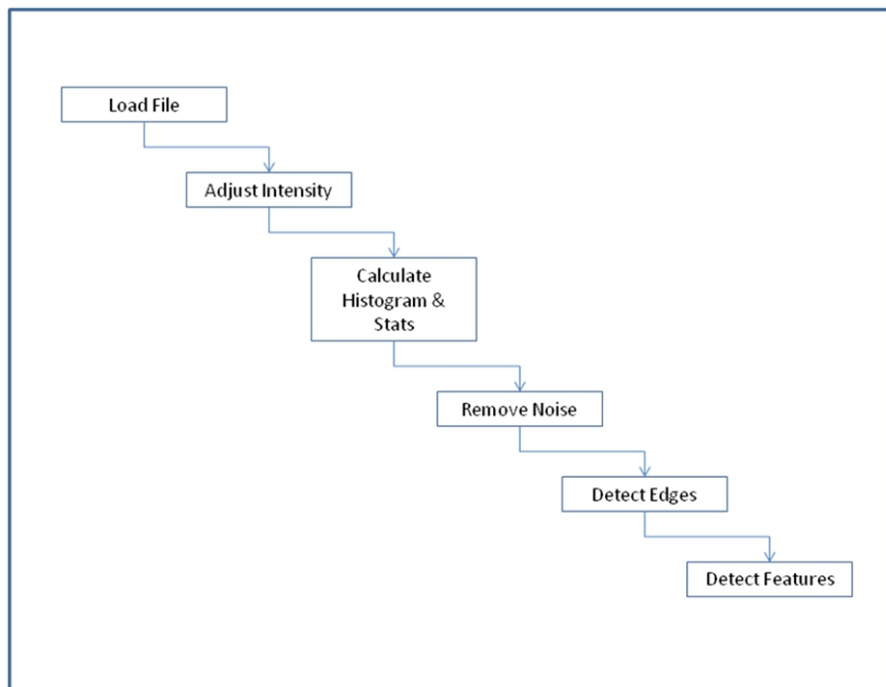 Load File
Adjust Intensity
Calculate
Histogram &
Stats
Remove Noise
Detect Edges
Detect Features